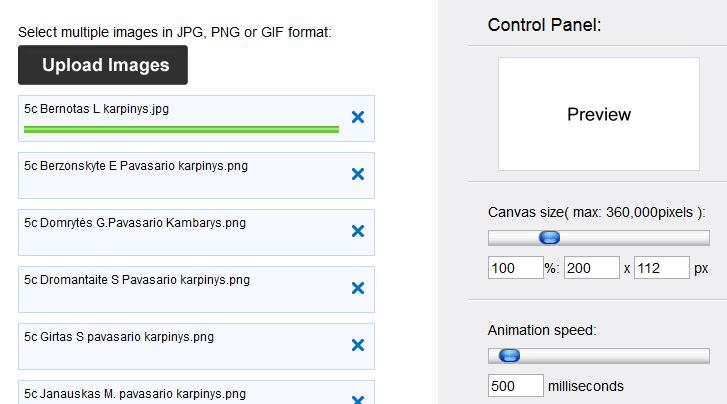 Select multiple images in JPG, PNG or GIF format:
Upload Images
5c Bernotas L karpinys.jpg
5c Berzonskyte E Pavasario karpinys.png
5c Domrytės G.Pavasario Kambarys.png
5c Dromantaite S Pavasario karpinys.png
5c Girtas S pavasario karpinys.png
5c Janauskas M. pavasario karpinys.png
Control Panel:
Preview
Canvas size( max: 360,000pixels ):
100 %: 200 x 112 px
Animation speed:
500 milliseconds